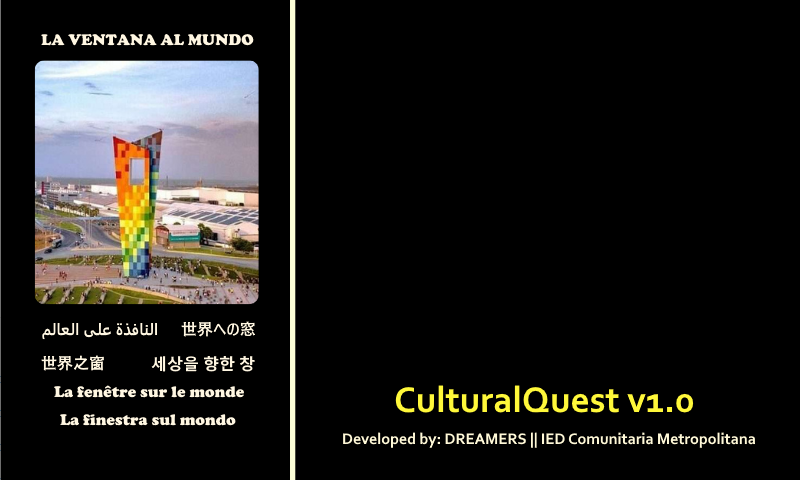 LA VENTANA AL MUNDO
النافذة على العالم 世界への窓
世界之窗 세상을 향한 창
La fenêtre sur le monde
La finestra sul mondo
CulturalQuest v1.0
Developed by: DREAMERS || IED Comunitaria Metropolitana